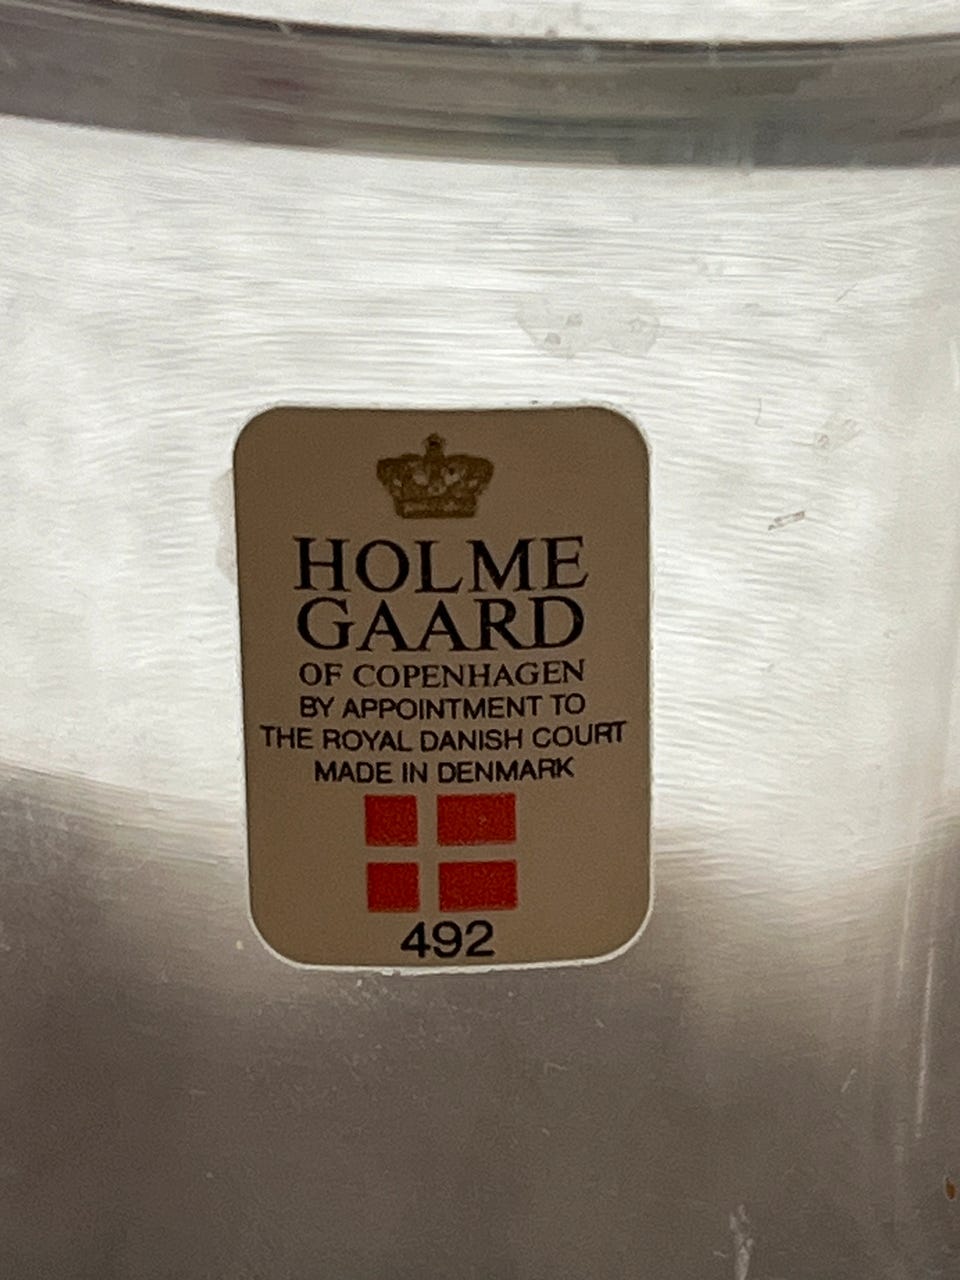 HOLME
GAARD
OF COPENHAGEN
BY APPOINTMENT TO
THE ROYAL DANISH COURT
MADE IN DENMARK
492